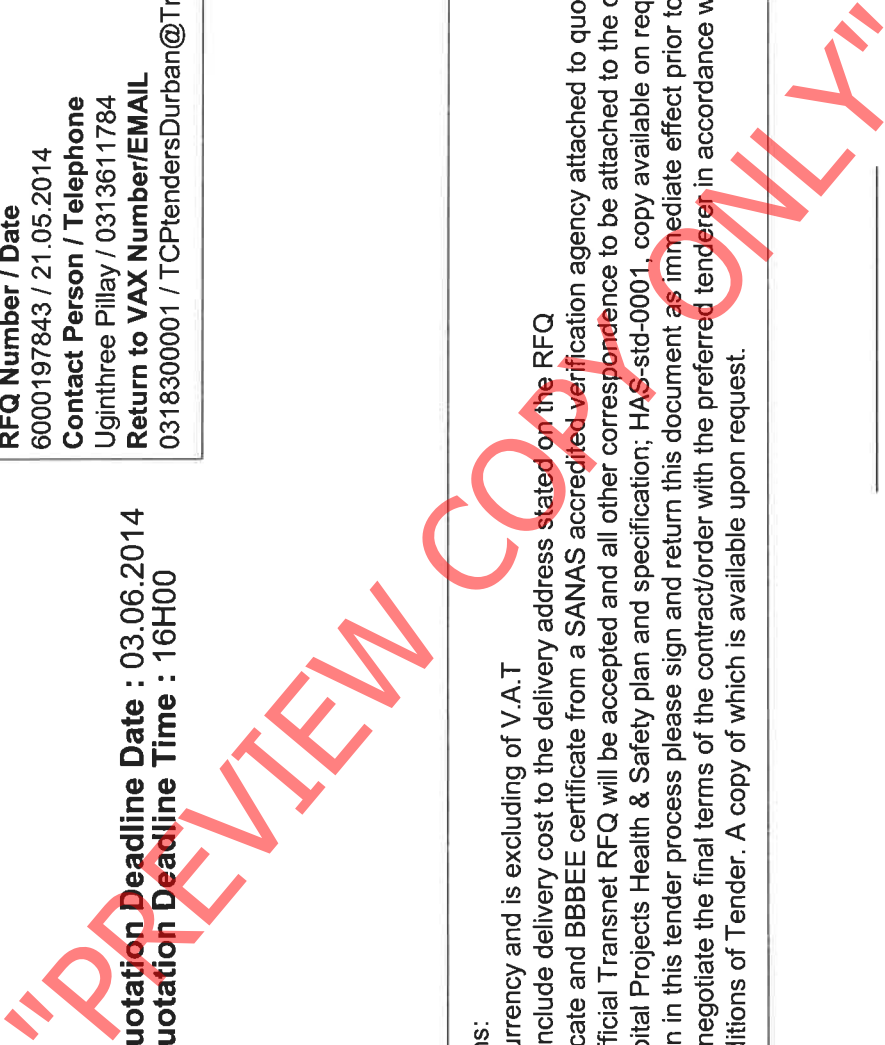 RFQ Number / Date
6000197843 / 21.05.2014
Contact Person / Telephone
Uginthree Pillay / 0313611784
Return to VAX Number/EMAIL
0318300001 / TCPtendersDurban@Tr
uotation Deadline Date : 03.06.2014
uotation Deadline Time : 16H00
ns:
urrency and is excluding of V.A.T
nclude delivery cost to the delivery address stated on the RFQ
cate and BBBEE certificate from a SANAS accredited verification agency attached to quo
fficial Transnet RFQ will be accepted and all other correspondence to be attached to the o
pital Projects Health & Safety plan and specification; HAS-std-0001, copy available on req
n in this tender process please sign and return this document as immediate effect prior to
negotiate the final terms of the contract/order with the preferred tenderer in accordance w
ditions of Tender. A copy of which is available upon request.
"PREVIEW COPY ONLY"